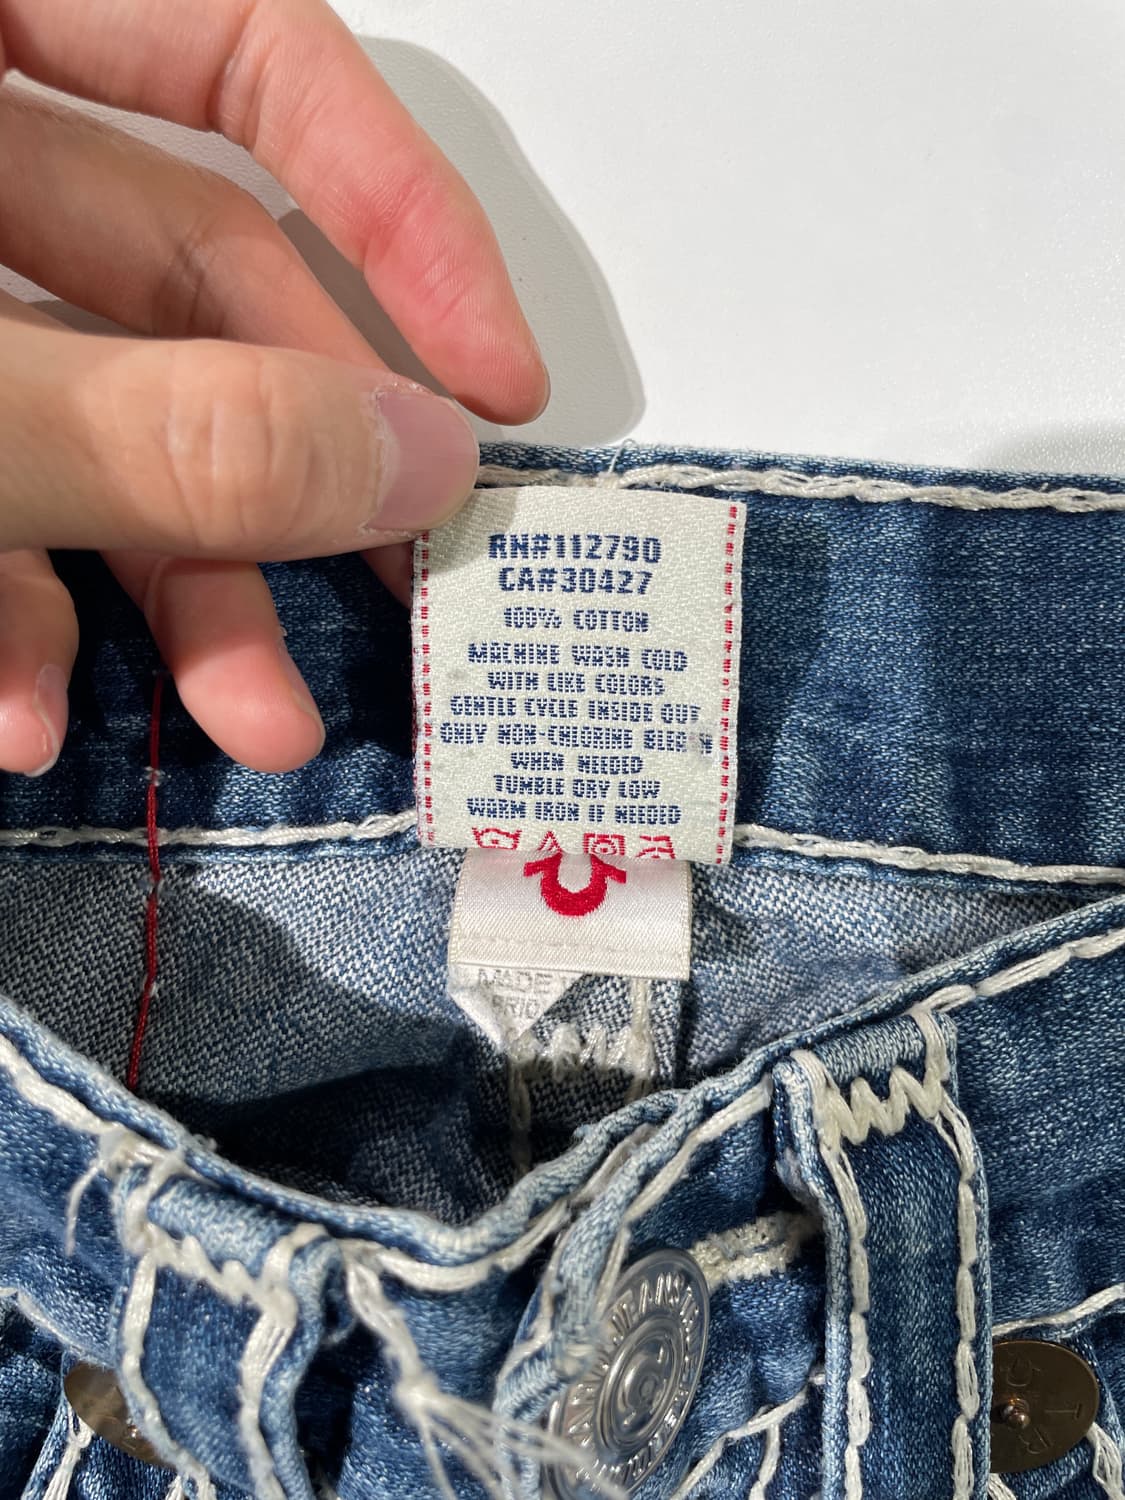 RN#112790
CA#30427
100% COTTON
MACHINE WASH COLD
WITH LIKE COLORS
GENTLE CYCLE INSIDE OUT
ONLY NON-CHLORINE
WHEN NEEDED
TUMBLE DRY LOW
WARM IRON IF NEEDED
MADE